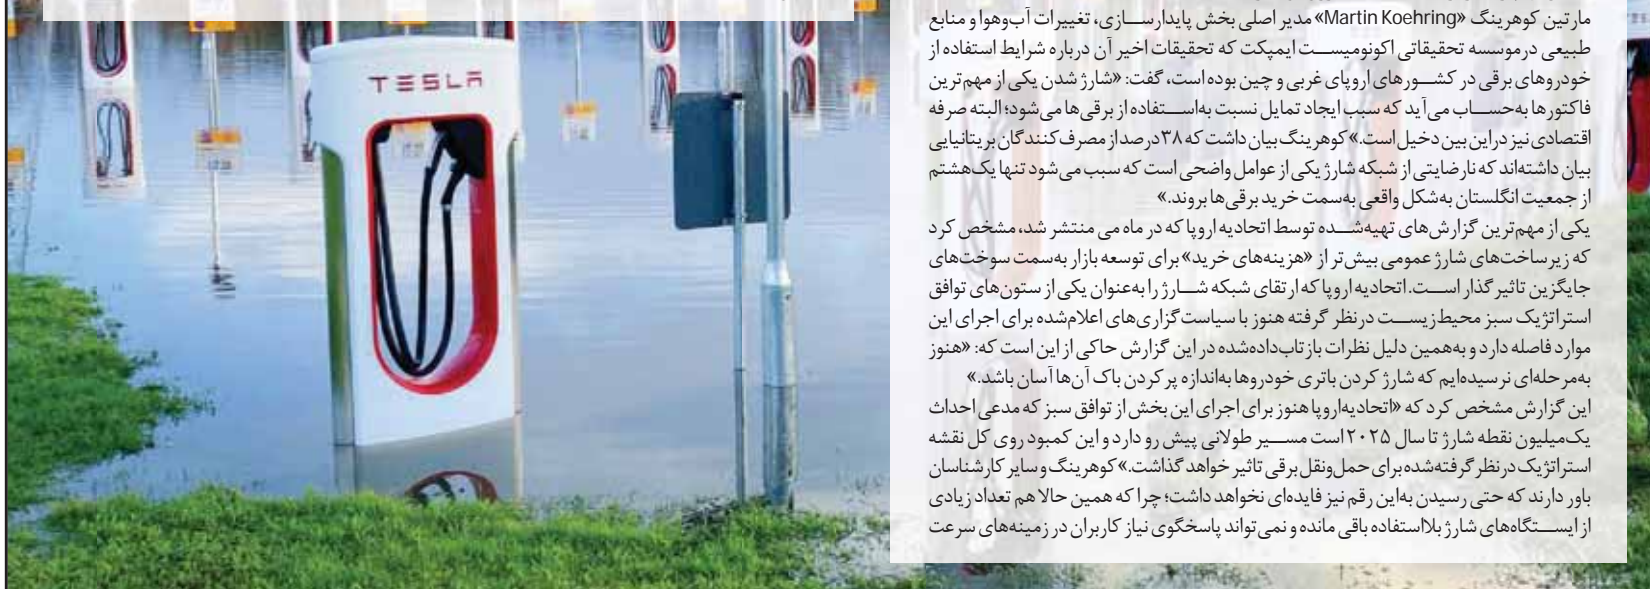 TESLA
مارتین کوهرینگ «Martin Koehring» مدیر اصلی بخش پایدارسازی، تغییرات آب‌وهوا و منابع
طبیعی درموسسه تحقیقاتی اکونومیست ایمپکت که تحقیقات اخیر آن درباره شرایط استفاده از
خودروهای برقی در کشورهای اروپای غربی و چین بوده است، گفت: «شارژ شدن یکی از مهم‌ترین
فاکتورها به‌حساب می‌آید که سبب ایجاد تمایل نسبت به‌استفاده از برقی‌ها می‌شود؛ البته صرفه
اقتصادی نیز دراین بین دخیل است.» کوهرینگ بیان داشت که ۳۸درصد از مصرف‌کنندگان بریتانیایی
بیان داشته‌اند که نارضایتی از شبکه شارژ یکی از عوامل واضحی است که سبب می‌شود تنها یک‌هشتم
از جمعیت انگلستان به‌شکل واقعی به‌سمت خرید برقی‌ها بروند.»
یکی از مهم‌ترین گزارش‌های تهیه‌شده توسط اتحادیه اروپا که در ماه می منتشر شد، مشخص کرد
که زیرساخت‌های شارژ عمومی بیش‌تر از «هزینه‌های خرید» برای توسعه بازار به‌سمت سوخت‌های
جایگزین تاثیرگذار است. اتحادیه اروپا که ارتقای شبکه شارژ را به‌عنوان یکی از ستون‌های توافق
استراتژیک سبز محیط‌زیست درنظر گرفته هنوز با سیاست‌گزاری‌های اعلام‌شده برای اجرای این
موارد فاصله دارد و به‌همین دلیل نظرات بازتاب‌داده‌شده در این گزارش حاکی از این است که: «هنوز
به‌مرحله‌ای نرسیده‌ایم که شارژ کردن باتری خودروها به‌اندازه پر کردن باک آن‌ها آسان باشد.»
این گزارش مشخص کرد که «اتحادیه‌اروپا هنوز برای اجرای این بخش از توافق سبز که مدعی احداث
یک‌میلیون نقطه شارژ تا سال ۲۰۲۵ است مسیر طولانی پیش رو دارد و این کمبود روی کل نقشه
استراتژیک درنظر گرفته‌شده برای حمل‌ونقل برقی تاثیر خواهد گذاشت.» کوهرینگ و سایر کارشناسان
باور دارند که حتی رسیدن به‌این رقم نیز فایده‌ای نخواهد داشت؛ چرا که همین حالا هم تعداد زیادی
از ایستگاه‌های شارژ بلااستفاده باقی مانده و نمی‌تواند پاسخگوی نیاز کاربران در زمینه‌های سرعت